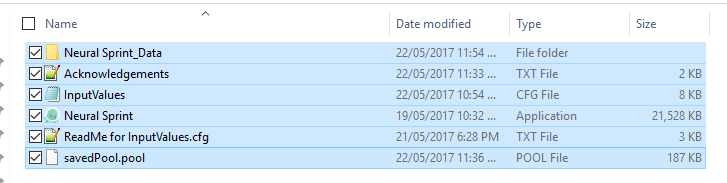 Name Date modified Type Size
Neural Sprint_Data 22/05/2017 11:54 ... File folder
Acknowledgements 22/05/2017 11:33 ... TXT File 2 KB
InputValues 22/05/2017 10:54 ... CFG File 8 KB
Neural Sprint 19/05/2017 10:32 ... Application 21,528 KB
ReadMe for InputValues.cfg 21/05/2017 6:28 PM TXT File 3 KB
savedPool.pool 22/05/2017 11:36 ... POOL File 187 KB